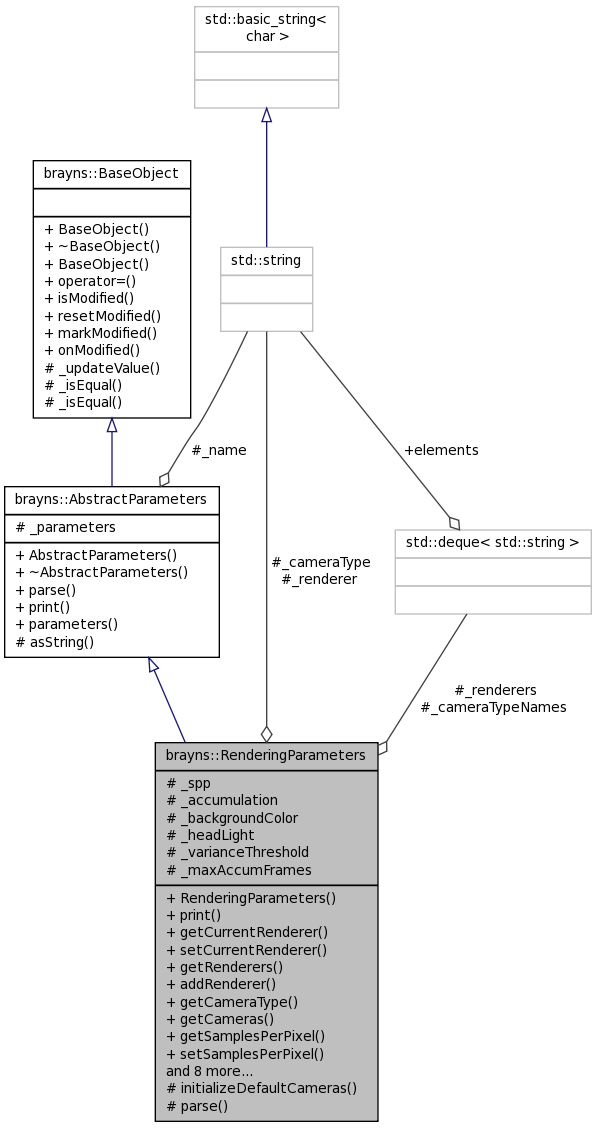 std::basic_string<
char >
brayns::BaseObject
+ BaseObject()
+ ~BaseObject()
+ BaseObject()
+ operator=()
+ isModified()
+ resetModified()
+ markModified()
+ onModified()
# _updateValue()
# _isEqual()
# _isEqual()
std::string
#_name
+elements
brayns::AbstractParameters
# _parameters
+ AbstractParameters()
+ ~AbstractParameters()
+ parse()
+ print()
+ parameters()
# asString()
#_cameraType
#_renderer
std::deque< std::string >
#_renderers
#_cameraTypeNames
brayns::RenderingParameters
# _spp
# _accumulation
# _backgroundColor
# _headLight
# _varianceThreshold
# _maxAccumFrames
+ RenderingParameters()
+ print()
+ getCurrentRenderer()
+ setCurrentRenderer()
+ getRenderers()
+ addRenderer()
+ getCameraType()
+ getCameras()
+ getSamplesPerPixel()
+ setSamplesPerPixel()
and 8 more...
# initializeDefaultCameras()
# parse()